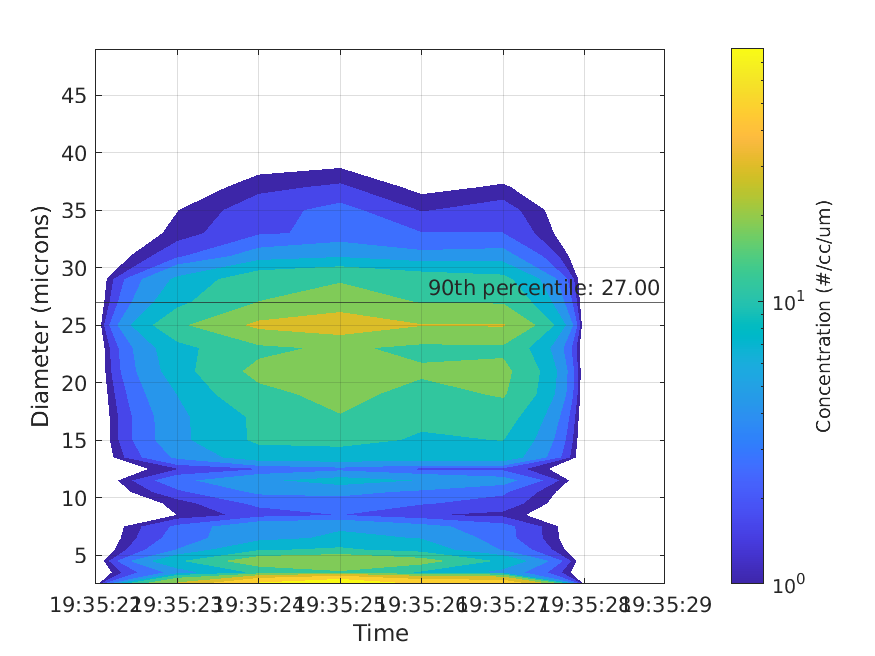 45
40
35
30
25
20
15
10
5
Diameter (microns)
90th percentile: 27.00
19:35:22 19:35:23 19:35:24 19:35:25 19:35:26 19:35:27 19:35:28 19:35:29
Time
10¹
10⁰
Concentration (#/cc/um)